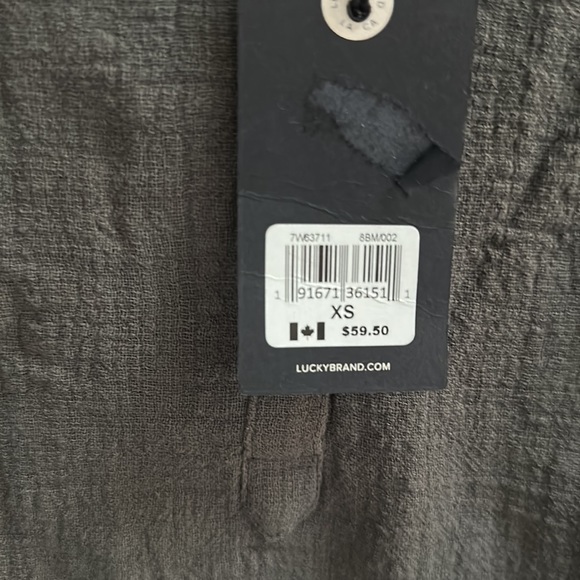 7W63711 8BM/002
1 91671 36151 1
XS
$59.50
LUCKYBRAND.COM